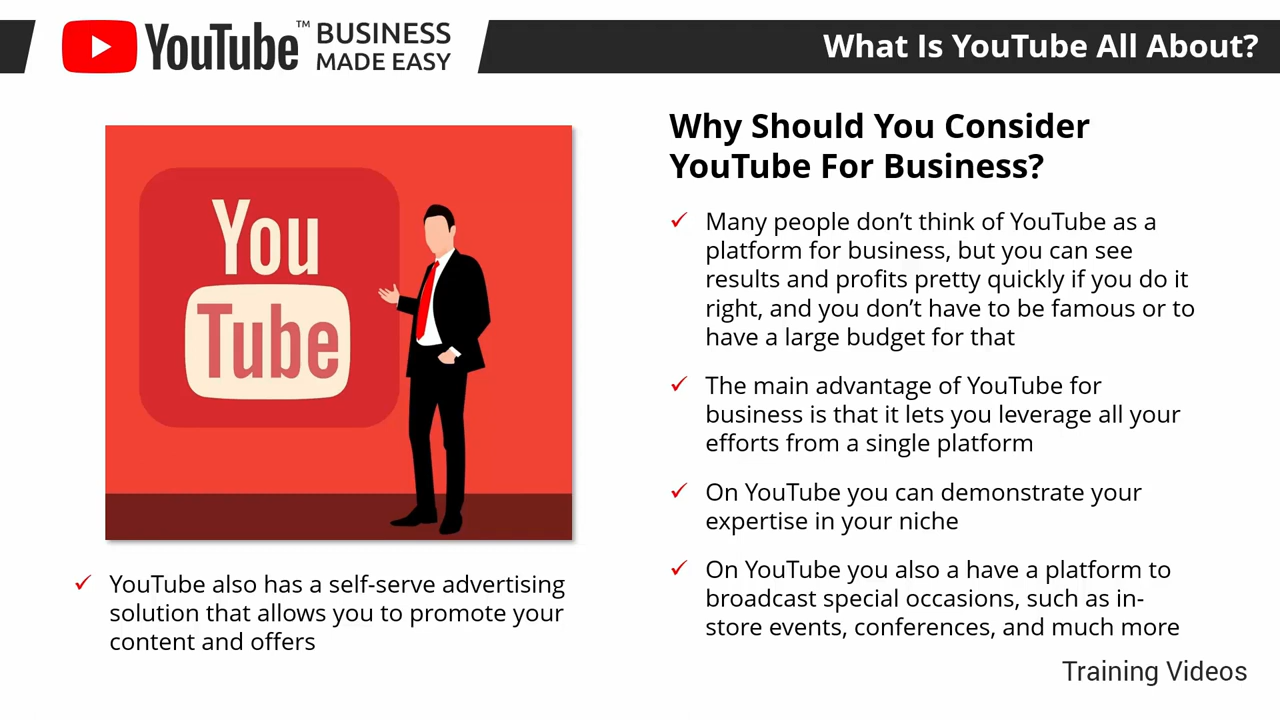 YouTube™ BUSINESS
MADE EASY
What Is YouTube All About?
You
Tube
✓ YouTube also has a self-serve advertising
solution that allows you to promote your
content and offers
Why Should You Consider
YouTube For Business?
✓ Many people don’t think of YouTube as a
platform for business, but you can see
results and profits pretty quickly if you do it
right, and you don’t have to be famous or to
have a large budget for that
✓ The main advantage of YouTube for
business is that it lets you leverage all your
efforts from a single platform
✓ On YouTube you can demonstrate your
expertise in your niche
✓ On YouTube you also a have a platform to
broadcast special occasions, such as in-
store events, conferences, and much more
Training Videos